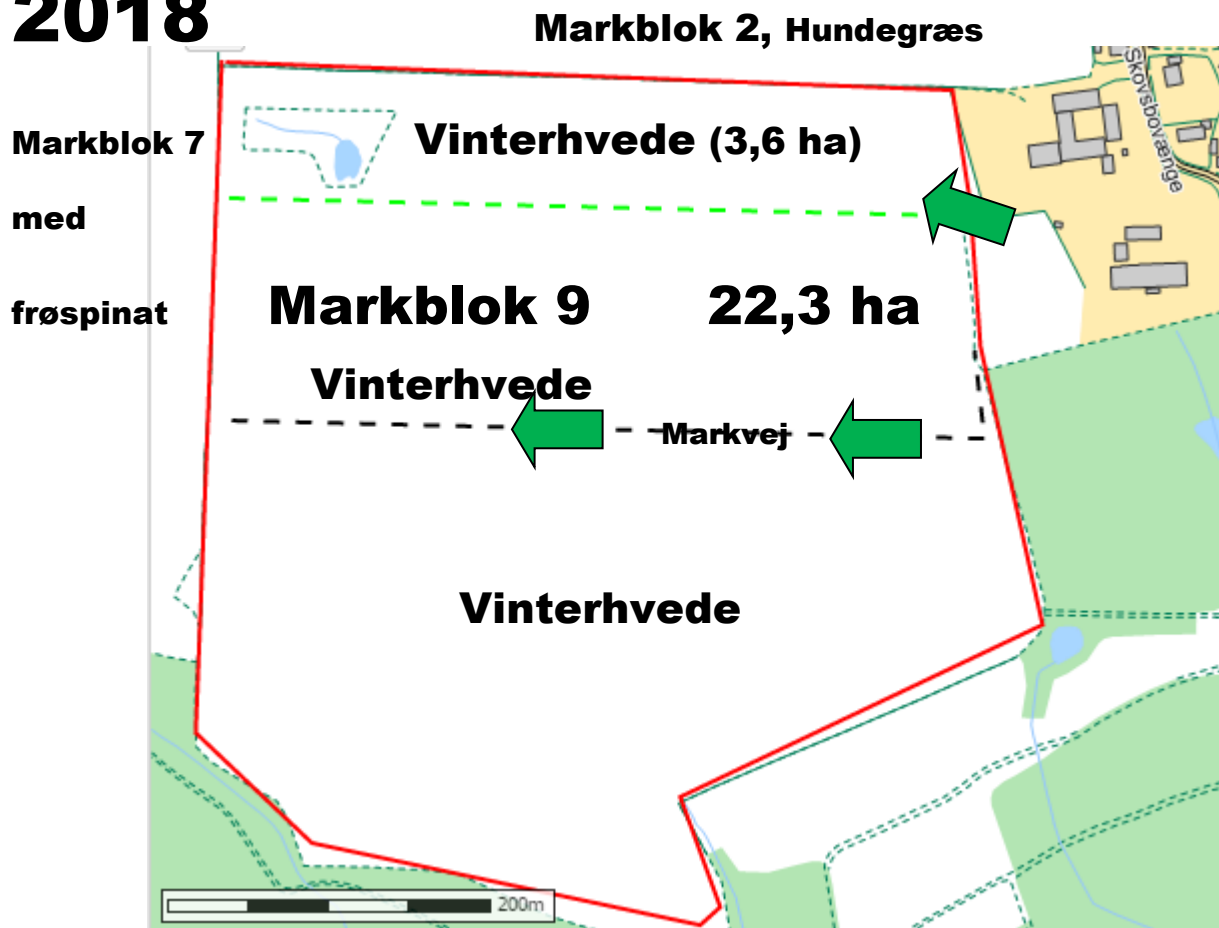 2018
Markblok 2, Hundegræs
Skovsbovænge
Markblok 7
Vinterhvede (3,6 ha)
med
Markblok 9 22,3 ha
frøspinat
Vinterhvede
Markvej
Vinterhvede
200m